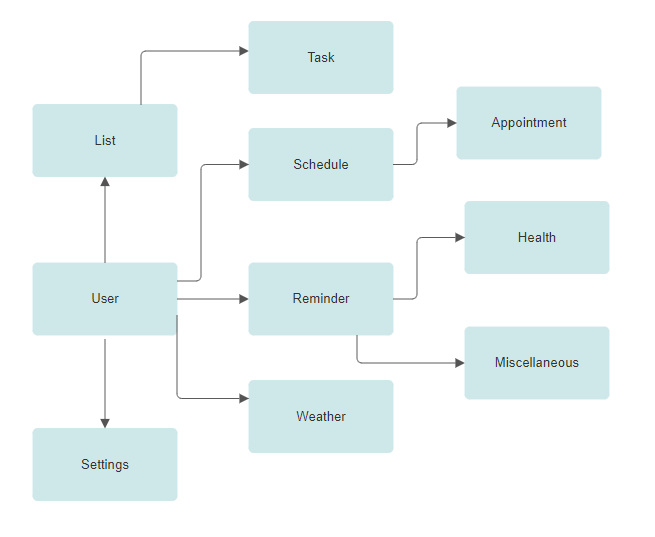 Task
Appointment
List
Schedule
Health
User
Reminder
Miscellaneous
Weather
Settings